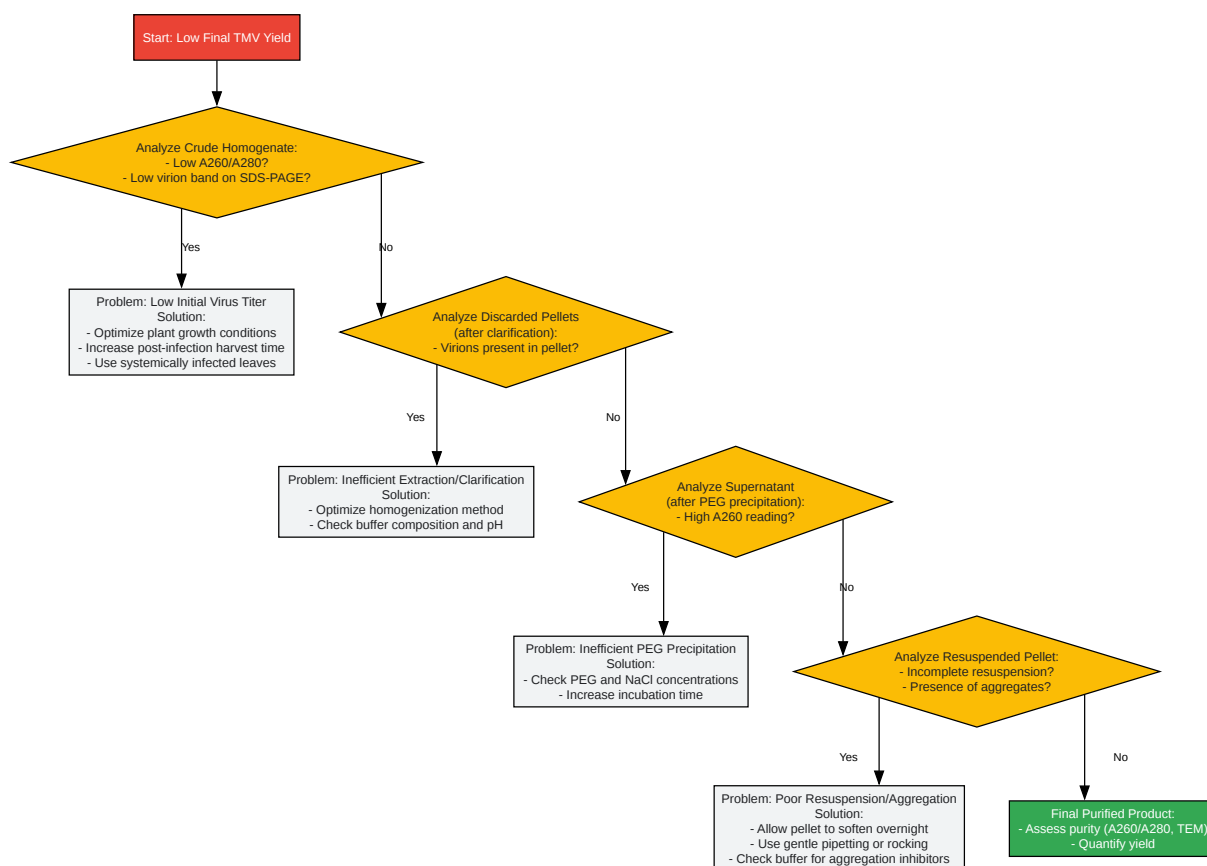 Start: Low Final TMV Yield
Analyze Crude Homogenate:
- Low A260/A280?
- Low virion band on SDS-PAGE?
Yes
No
Problem: Low Initial Virus Titer
Solution:
- Optimize plant growth conditions
- Increase post-infection harvest time
- Use systemically infected leaves
Analyze Discarded Pellets
(after clarification):
- Virions present in pellet?
Yes
No
Problem: Inefficient Extraction/Clarification
Solution:
- Optimize homogenization method
- Check buffer composition and pH
Analyze Supernatant
(after PEG precipitation):
- High A260 reading?
Yes
No
Problem: Inefficient PEG Precipitation
Solution:
- Check PEG and NaCl concentrations
- Increase incubation time
Analyze Resuspended Pellet:
- Incomplete resuspension?
- Presence of aggregates?
Yes
No
Problem: Poor Resuspension/Aggregation
Solution:
- Allow pellet to soften overnight
- Use gentle pipetting or rocking
- Check buffer for aggregation inhibitors
Final Purified Product:
- Assess purity (A260/A280, TEM)
- Quantify yield